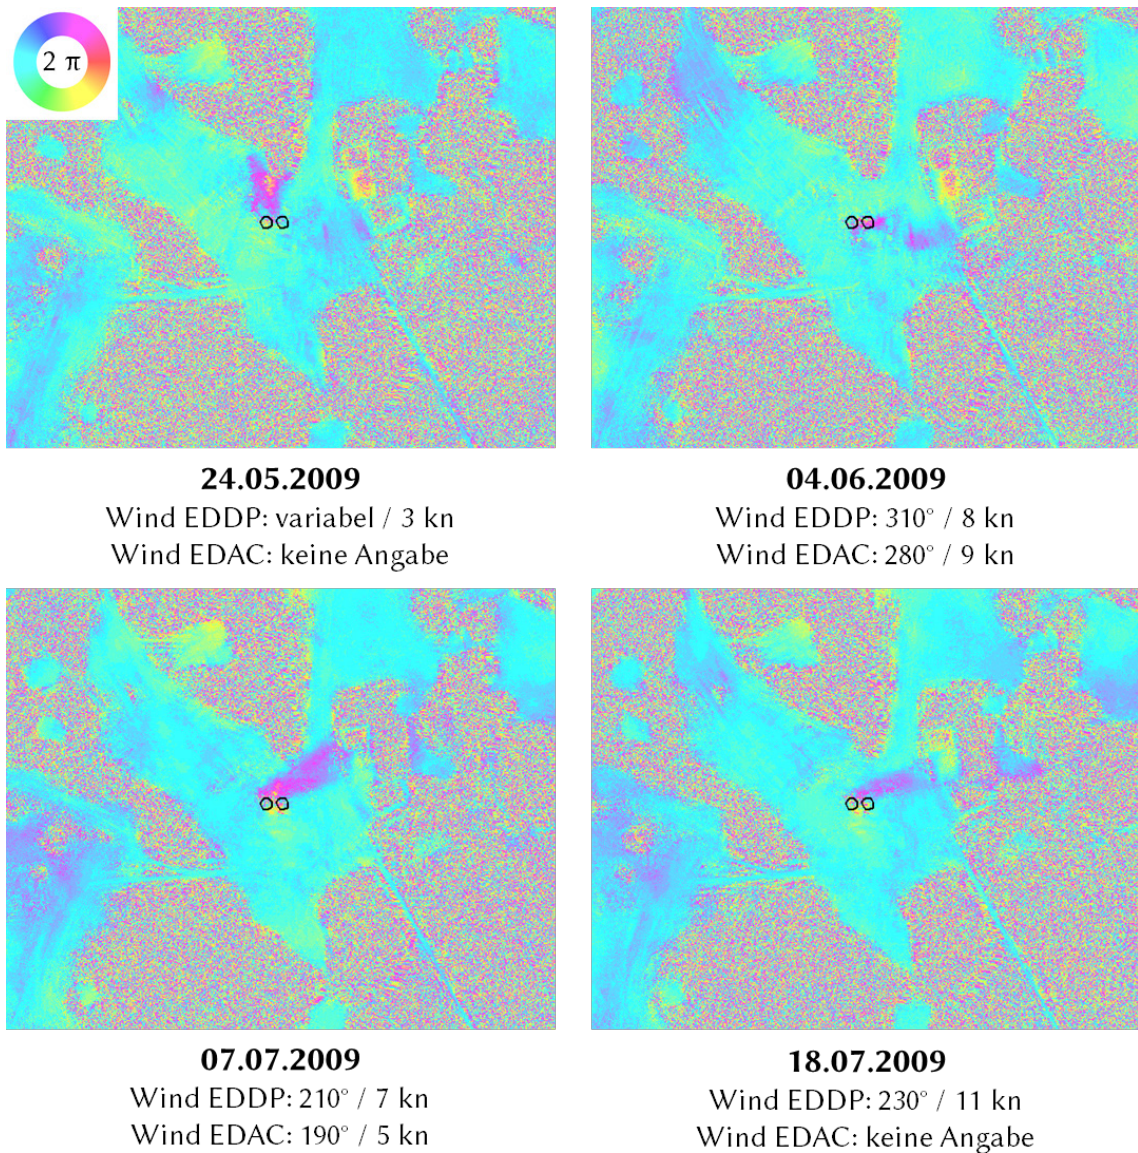 2 π
24.05.2009
Wind EDDP: variabel / 3 kn
Wind EDAC: keine Angabe
04.06.2009
Wind EDDP: 310° / 8 kn
Wind EDAC: 280° / 9 kn
07.07.2009
Wind EDDP: 210° / 7 kn
Wind EDAC: 190° / 5 kn
18.07.2009
Wind EDDP: 230° / 11 kn
Wind EDAC: keine Angabe